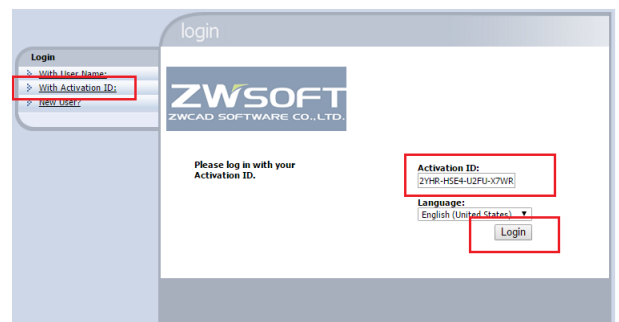 login
Login
With User Name:
With Activation ID:
New User?
ZWSOFT
ZWCAD SOFTWARE CO.,LTD.
Please log in with your
Activation ID.
Activation ID:
2YHR-HSE4-U2FU-X7WR
Language:
English (United States)
Login